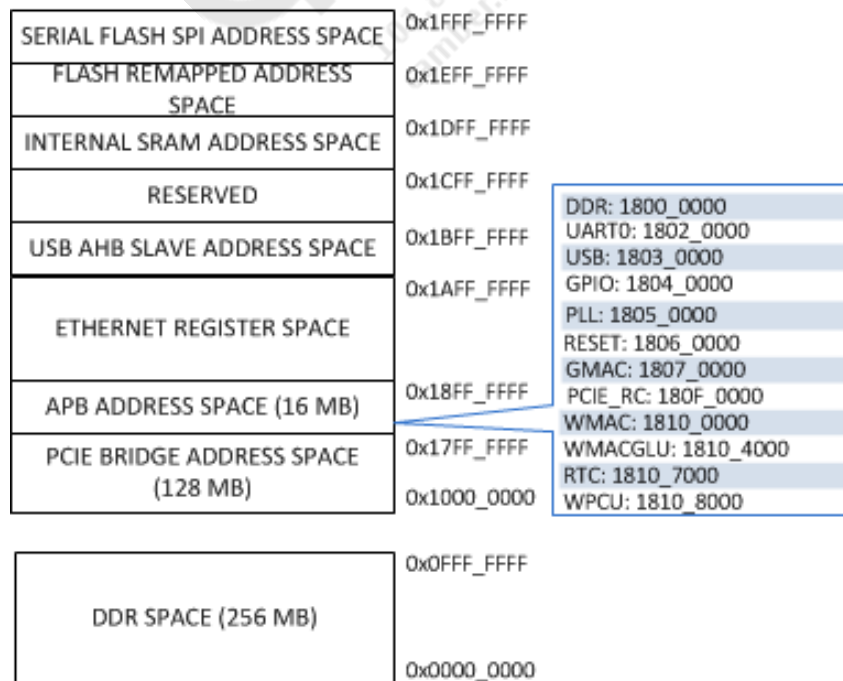 SERIAL FLASH SPI ADDRESS SPACE
0x1FFF_FFFF
FLASH REMAPPED ADDRESS
SPACE
0x1EFF_FFFF
INTERNAL SRAM ADDRESS SPACE
0x1DFF_FFFF
RESERVED
0x1CFF_FFFF
USB AHB SLAVE ADDRESS SPACE
0x1BFF_FFFF
ETHERNET REGISTER SPACE
0x1AFF_FFFF
APB ADDRESS SPACE (16 MB)
0x18FF_FFFF
PCIE BRIDGE ADDRESS SPACE
(128 MB)
0x17FF_FFFF
0x1000_0000
DDR: 1800_0000
UART0: 1802_0000
USB: 1803_0000
GPIO: 1804_0000
PLL: 1805_0000
RESET: 1806_0000
GMAC: 1807_0000
PCIE_RC: 180F_0000
WMAC: 1810_0000
WMACGLU: 1810_4000
RTC: 1810_7000
WPCU: 1810_8000
0x0FFF_FFFF
DDR SPACE (256 MB)
0x0000_0000